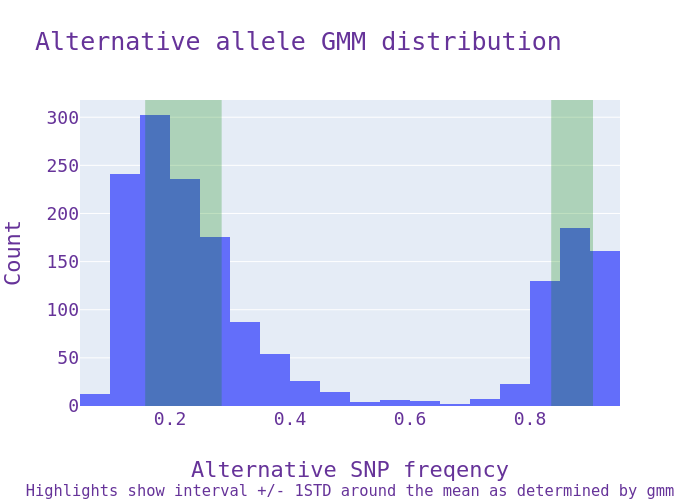 Alternative allele GMM distribution
300
250
200
150
100
50
0
Count
0.2 0.4 0.6 0.8
Alternative SNP freqency
Highlights show interval +/- 1STD around the mean as determined by gmm